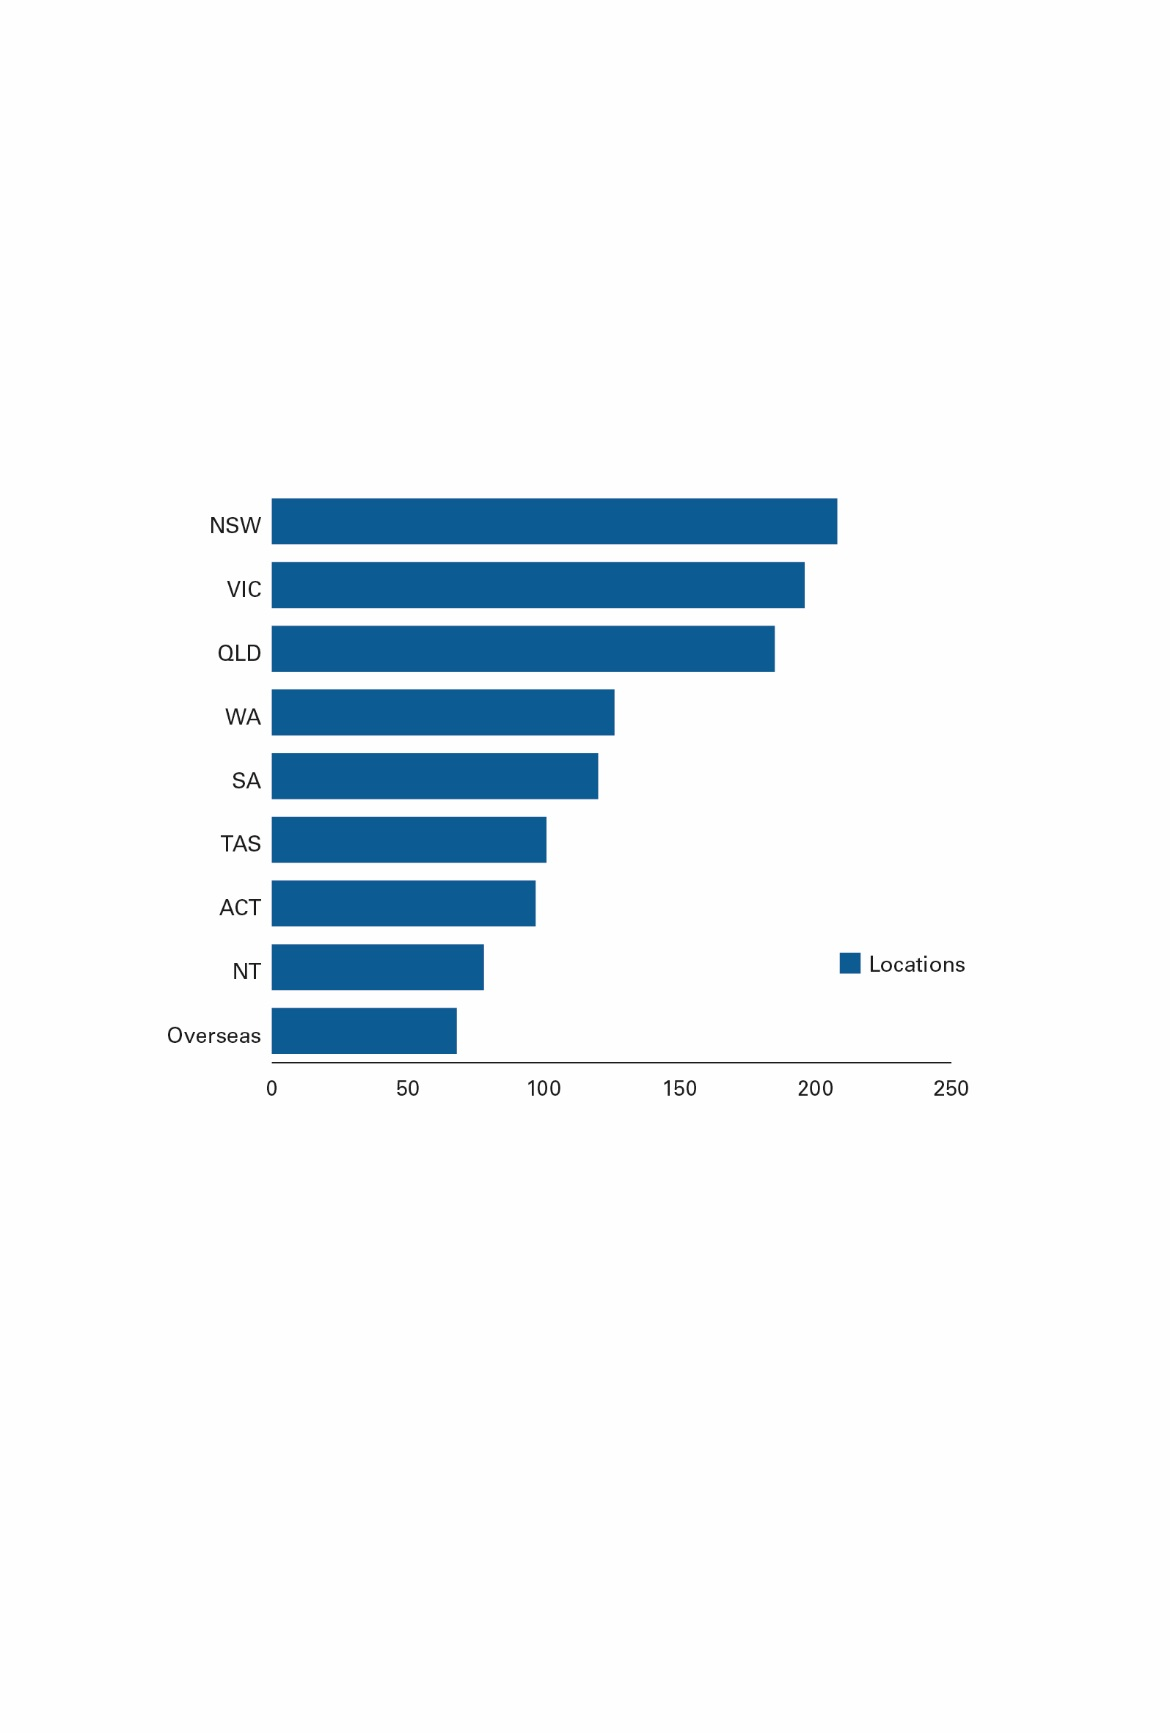 NSW
VIC
QLD
WA
SA
TAS
ACT
NT
Locations
Overseas
0 50 100 150 200 250